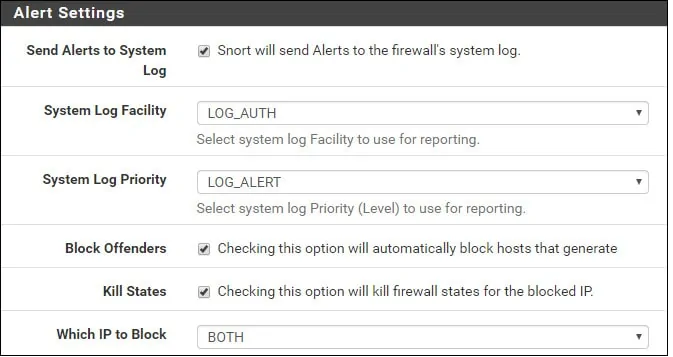 Alert Settings
Send Alerts to System Log
Snort will send Alerts to the firewall's system log.
System Log Facility
LOG_AUTH
Select system log Facility to use for reporting.
System Log Priority
LOG_ALERT
Select system log Priority (Level) to use for reporting.
Block Offenders
Checking this option will automatically block hosts that generate
Kill States
Checking this option will kill firewall states for the blocked IP.
Which IP to Block
BOTH